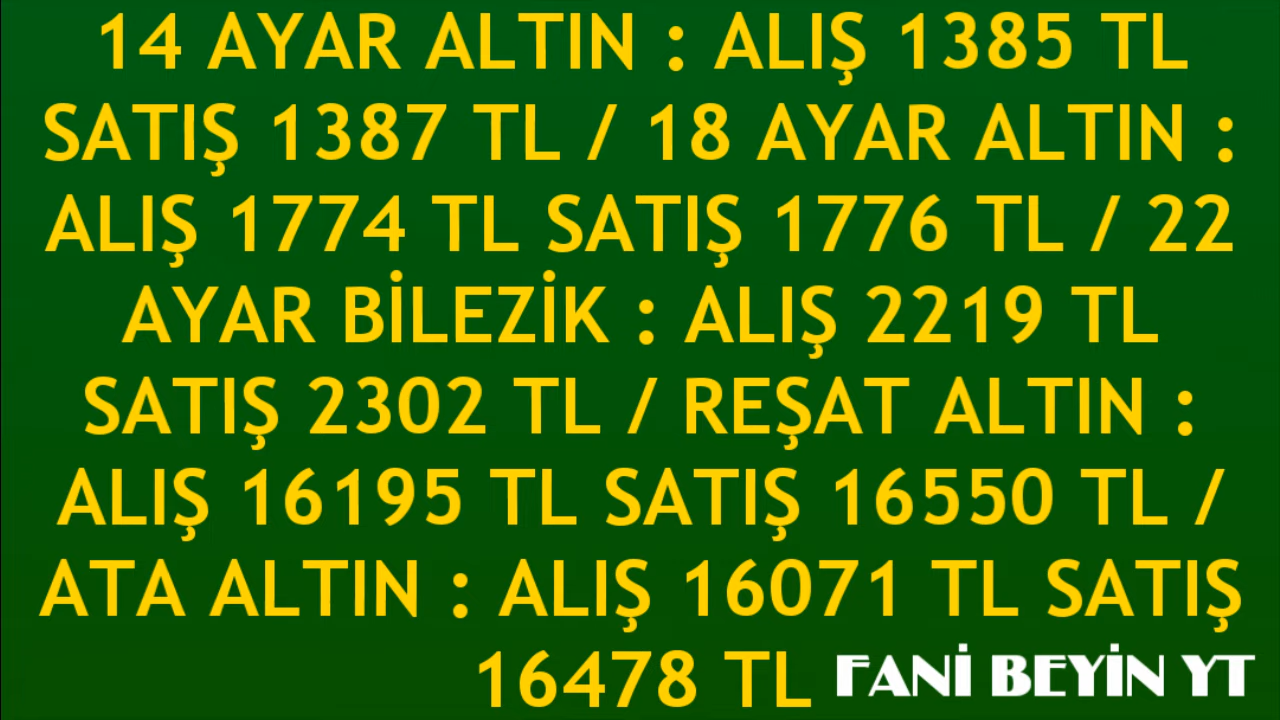 14 AYAR ALTIN : ALIŞ 1385 TL
SATIŞ 1387 TL / 18 AYAR ALTIN :
ALIŞ 1774 TL SATIŞ 1776 TL / 22
AYAR BİLEZİK : ALIŞ 2219 TL
SATIŞ 2302 TL / REŞAT ALTIN :
ALIŞ 16195 TL SATIŞ 16550 TL /
ATA ALTIN : ALIŞ 16071 TL SATIŞ
16478 TL
FANİ BEYİN YT